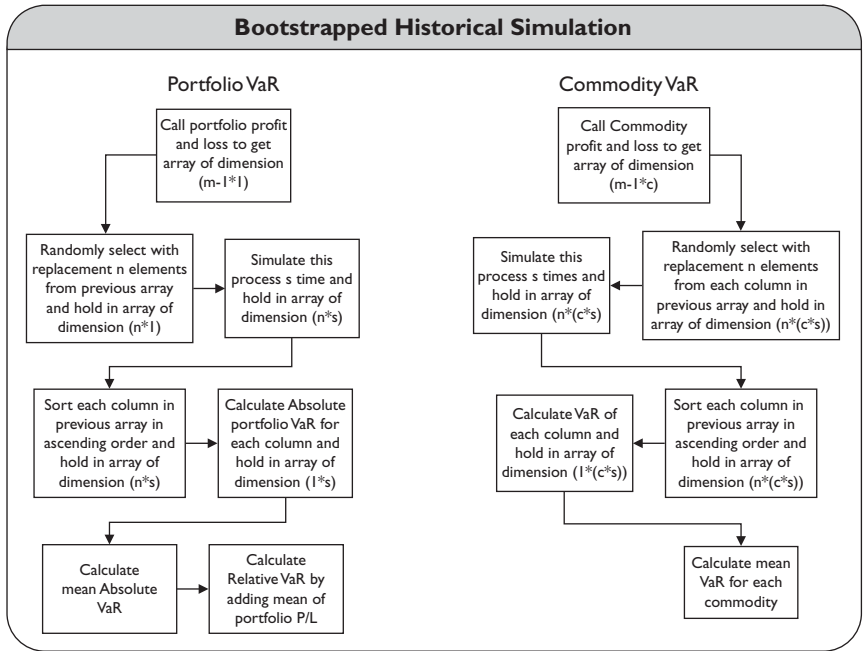 Bootstrapped Historical Simulation
Portfolio VaR
Call portfolio profit
and loss to get
array of dimension
(m-1*1)
Randomly select with
replacement n elements
from previous array
and hold in array of
dimension (n*1)
Simulate this
process s time and
hold in array of
dimension (n*s)
Sort each column in
previous array in
ascending order and
hold in array of
dimension (n*s)
Calculate Absolute
portfolio VaR for
each column and
hold in array of
dimension (1*s)
Calculate
mean Absolute
VaR
Calculate
Relative VaR by
adding mean of
portfolio P/L
Commodity VaR
Call Commodity
profit and loss to get
array of dimension
(m-1*c)
Randomly select with
replacement n elements
from each column in
previous array and hold in
array of dimension (n*(c*s))
Simulate this
process s times and
hold in array of
dimension (n*(c*s)
Sort each column in
previous array in
ascending order and
hold in array of
dimension (n*(c*s))
Calculate VaR of
each column and
hold in array of
dimension (1*(c*s))
Calculate mean
VaR for each
commodity